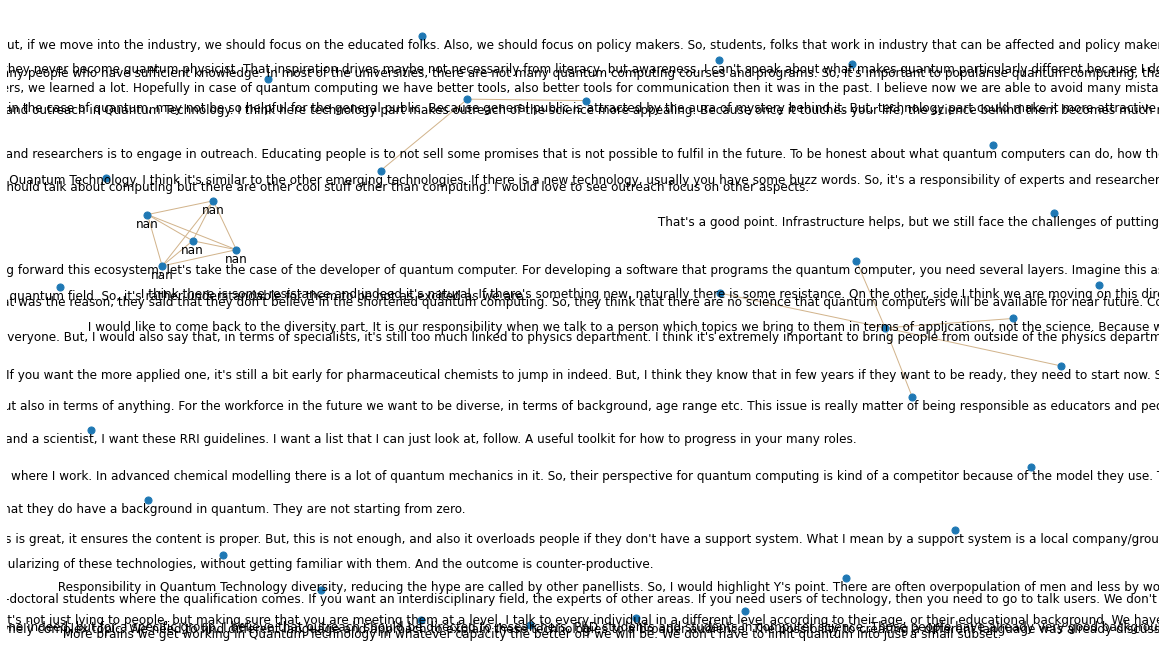 ut, if we move into the industry, we should focus on the educated folks. Also, we should focus on policy makers. So, students, folks that work in industry that can be affected and policy maker
they never become quantum physicist. That inspiration drives maybe not necessarily from literacy, but awareness. I can't speak about what makes quantum particularly different because I do
ny people who have sufficient knowledge. In most of the universities, there are not many quantum computing courses and programs. So, it's important to popularise quantum computing, tha
ers, we learned a lot. Hopefully in case of quantum computing we have better tools, also better tools for communication then it was in the past. I believe now we are able to avoid many mista
in the case of quantum, may not be so helpful for the general public. Because general public is attracted by the aura of mystery behind it. But, technology part could make it more attractive
and outreach in Quantum Technology. I think here technology part makes outreach of the science more appealing. Because once it touches your life, the science behind them becomes much
and researchers is to engage in outreach. Educating people is to not sell some promises that is not possible to fulfil in the future. To be honest about what quantum computers can do, how the
Quantum Technology. I think it's similar to the other emerging technologies. If there is a new technology, usually you have some buzz words. So, it's a responsibility of experts and researcher
hould talk about computing but there are other cool stuff other than computing. I would love to see outreach focus on other aspects.
nan
nan
That's a good point. Infrastructure helps, but we still face the challenges of putting
nan
nan
nan
g forward this ecosystem. Let's take the case of the developer of quantum computer. For developing a software that programs the quantum computer, you need several layers. Imagine this as
I think there is some resistance and indeed it's natural. If there's something new, naturally there is some resistance. On the other, side I think we are moving on this dire
quantum field. So, it's rather understandable for them to be not as excited as we are.
it was the reason, they said that they don't believe in the shortened quantum computing. So, they think that there are no science that quantum computers will be available for near future. Co
I would like to come back to the diversity part. It is our responsibility when we talk to a person which topics we bring to them in terms of applications, not the science. Because w
veryone. But, I would also say that, in terms of specialists, it's still too much linked to physics department. I think it's extremely important to bring people from outside of the physics departm
If you want the more applied one, it's still a bit early for pharmaceutical chemists to jump in indeed. But, I think they know that in few years if they want to be ready, they need to start now. S
ut also in terms of anything. For the workforce in the future we want to be diverse, in terms of background, age range etc. This issue is really matter of being responsible as educators and peo
and a scientist, I want these RRI guidelines. I want a list that I can just look at, follow. A useful toolkit for how to progress in your many roles.
where I work. In advanced chemical modelling there is a lot of quantum mechanics in it. So, their perspective for quantum computing is kind of a competitor because of the model they use. T
hat they do have a background in quantum. They are not starting from zero.
s is great, it ensures the content is proper. But, this is not enough, and also it overloads people if they don't have a support system. What I mean by a support system is a local company/grou
ularizing of these technologies, without getting familiar with them. And the outcome is counter-productive.
Responsibility in Quantum Technology diversity, reducing the hype are called by other panellists. So, I would highlight Y's point. There are often overpopulation of men and less by wo
-doctoral students where the qualification comes. If you want an interdisciplinary field, the experts of other areas. If you need users of technology, then you need to go to talk users. We don't
t's not just lying to people, but making sure that you are meeting them at a level. I talk to every individual in a different level according to their age, or their educational background. We have
More brains we get working in Quantum Technology in whatever capacity the better off we will be. We don't have to limit quantum into just a small subset.